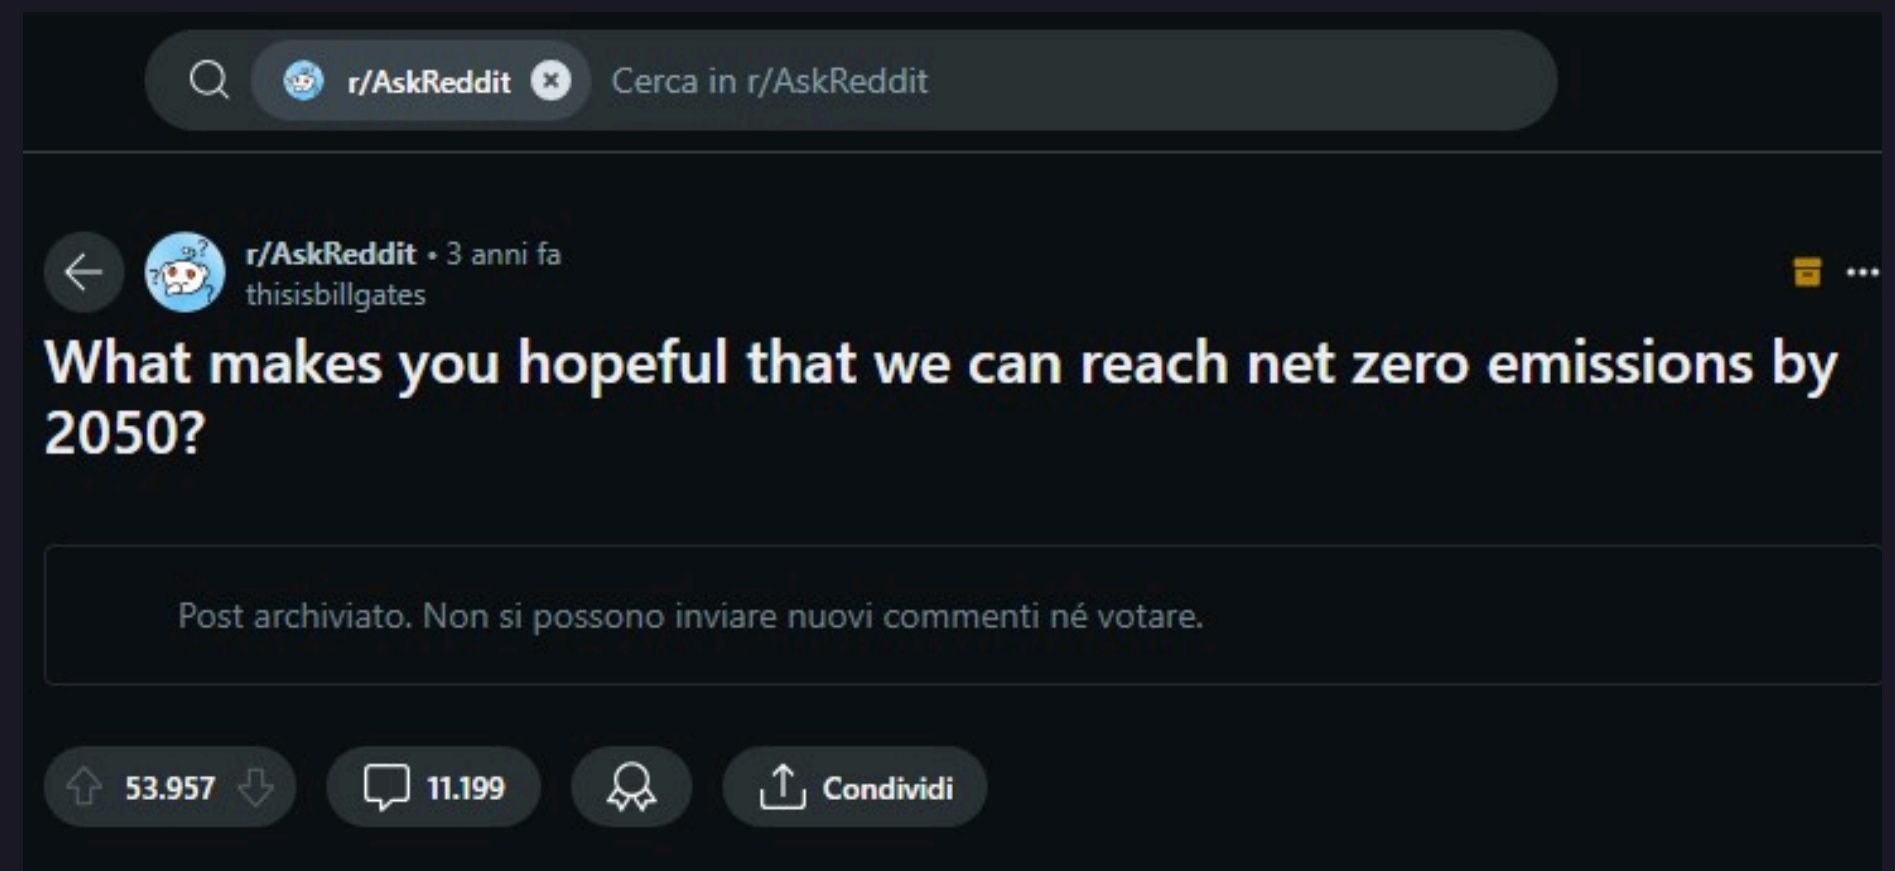 r/AskReddit Cerca in r/AskReddit
r/AskReddit • 3 anni fa
thisisbillgates
What makes you hopeful that we can reach net zero emissions by
2050?
Post archiviato. Non si possono inviare nuovi commenti né votare.
53.957 11.199 Condividi